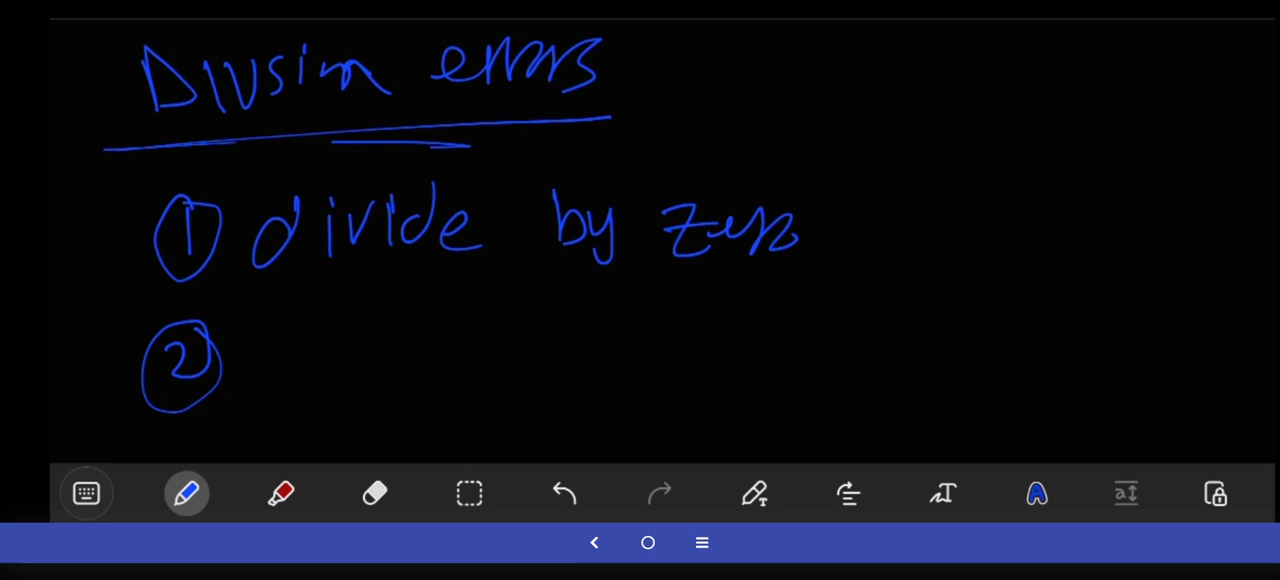 Division errors
① divide by zero
②